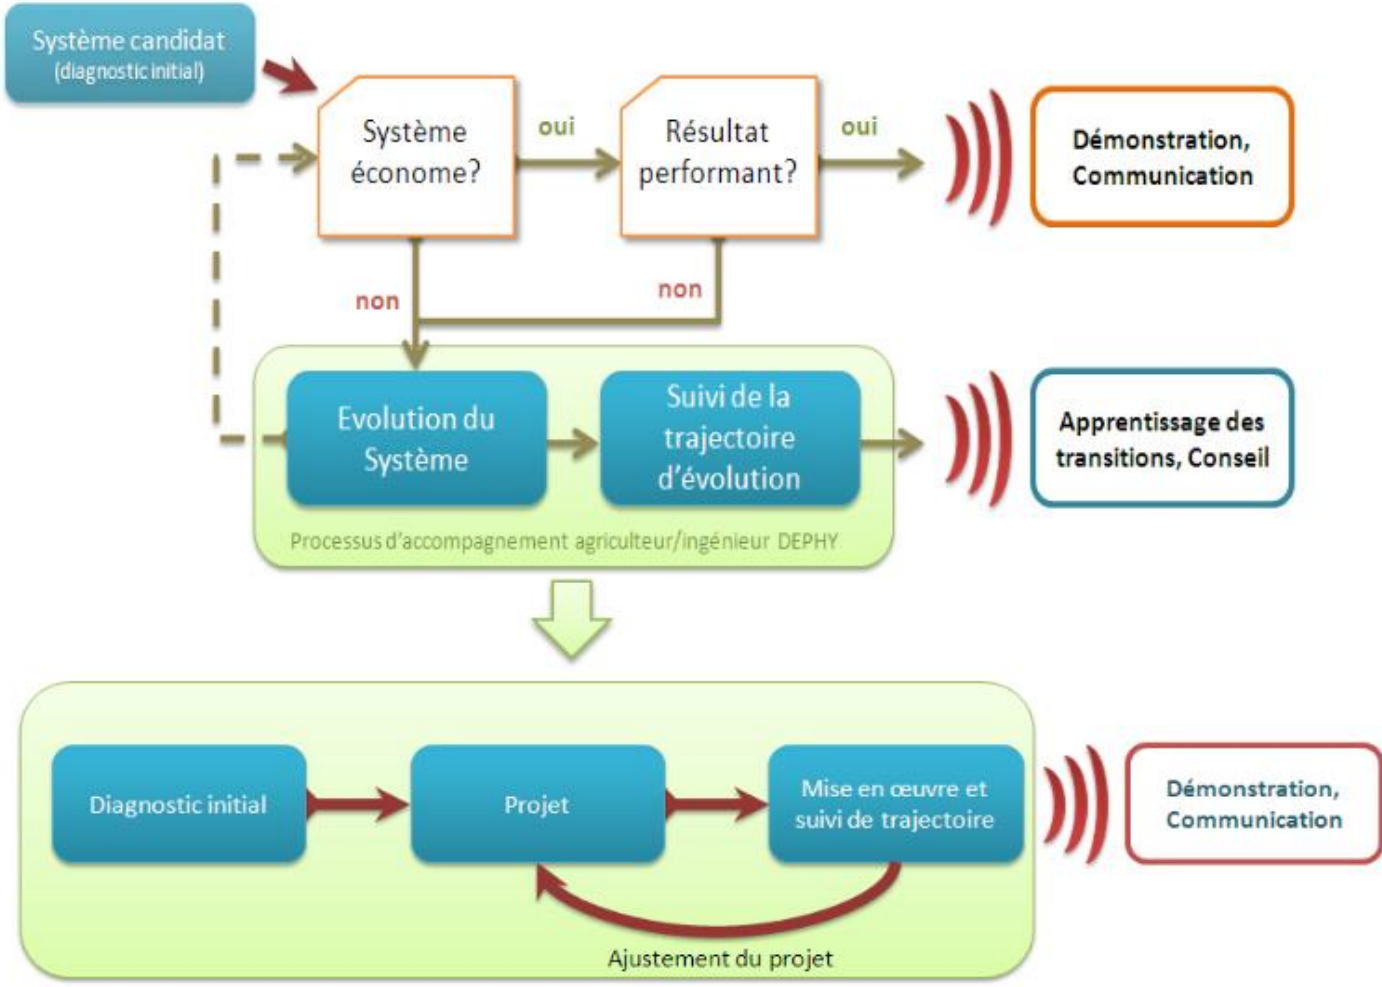 Système candidat
(diagnostic initial)
Système
économe?
oui
Résultat
performant?
oui
Démonstration,
Communication
non
non
Evolution du
Système
Suivi de la
trajectoire
d'évolution
Apprentissage des
transitions, Conseil
Processus d'accompagnement agriculteur/ingénieur DEPHY
Diagnostic initial
Projet
Mise en œuvre et
suivi de trajectoire
Démonstration,
Communication
Ajustement du projet